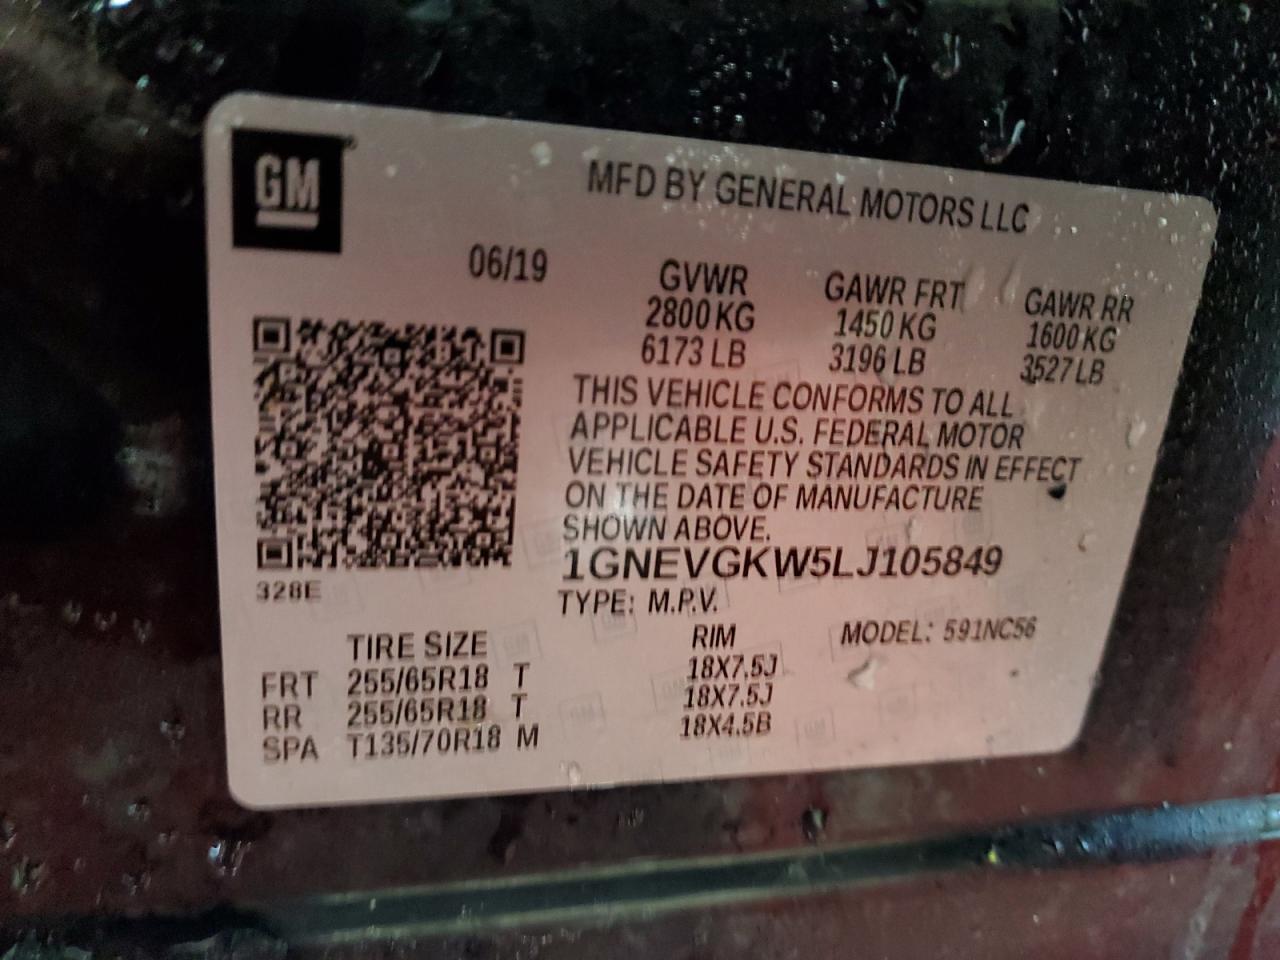 GM
MFD BY GENERAL MOTORS LLC
06/19
GVWR GAWR FRT GAWR RR
2800 KG 1450 KG 1600 KG
6173 LB 3196 LB 3527 LB
THIS VEHICLE CONFORMS TO ALL
APPLICABLE U.S. FEDERAL MOTOR
VEHICLE SAFETY STANDARDS IN EFFECT
ON THE DATE OF MANUFACTURE
SHOWN ABOVE.
1GNEVGKW5LJ105849
328E
TYPE: M.P.V.
TIRE SIZE RIM MODEL: 591NC56
FRT 255/65R18 T 18X7.5J
RR 255/65R18 T 18X7.5J
SPA T135/70R18 M 18X4.5B